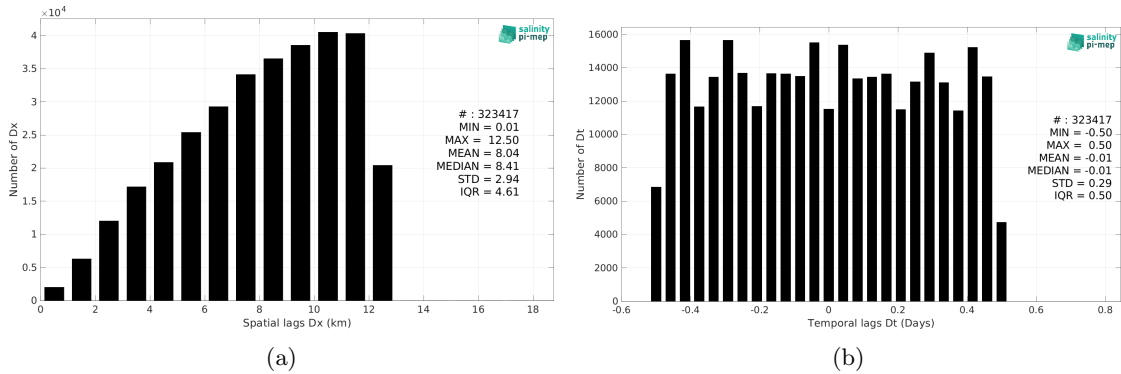 ×10⁴
4
3.5
3
2.5
2
1.5
1
0.5
0
Number of Dx
0 2 4 6 8 10 12 14 16 18
Spatial lags Dx (km)
salinity
pi-mep
# : 323417
MIN = 0.01
MAX = 12.50
MEAN = 8.04
MEDIAN = 8.41
STD = 2.94
IQR = 4.61
(a)
16000
14000
12000
10000
8000
6000
4000
2000
0
Number of Dt
-0.6 -0.4 -0.2 0 0.2 0.4 0.6 0.8
Temporal lags Dt (Days)
salinity
pi-mep
# : 323417
MIN = -0.50
MAX = 0.50
MEAN = -0.01
MEDIAN = -0.01
STD = 0.29
IQR = 0.50
(b)